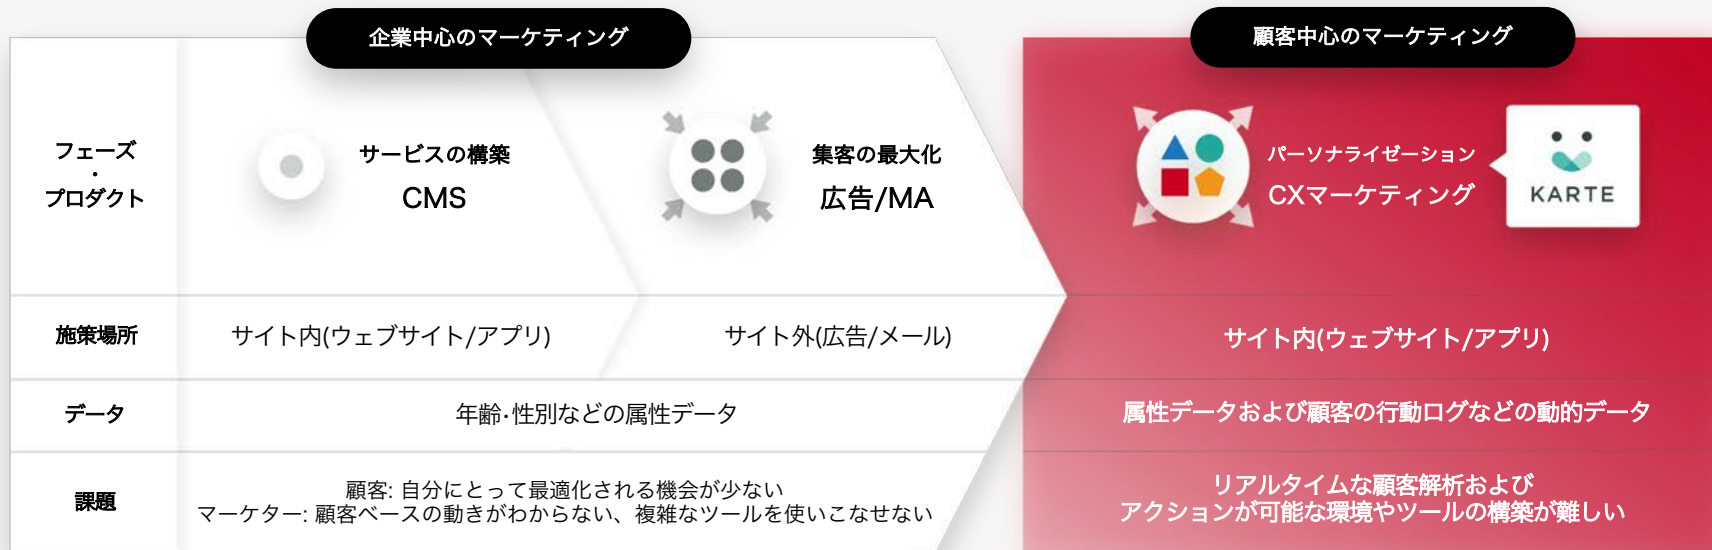 企業中心のマーケティング
顧客中心のマーケティング
フェーズ
・
プロダクト
サービスの構築
CMS
集客の最大化
広告/MA
パーソナライゼーション
CXマーケティング
KARTE
施策場所
サイト内(ウェブサイト/アプリ)
サイト外(広告/メール)
サイト内(ウェブサイト/アプリ)
データ
年齢・性別などの属性データ
属性データおよび顧客の行動ログなどの動的データ
課題
顧客: 自分にとって最適化される機会が少ない
マーケター: 顧客ベースの動きがわからない、複雑なツールを使いこなせない
リアルタイムな顧客解析および
アクションが可能な環境やツールの構築が難しい